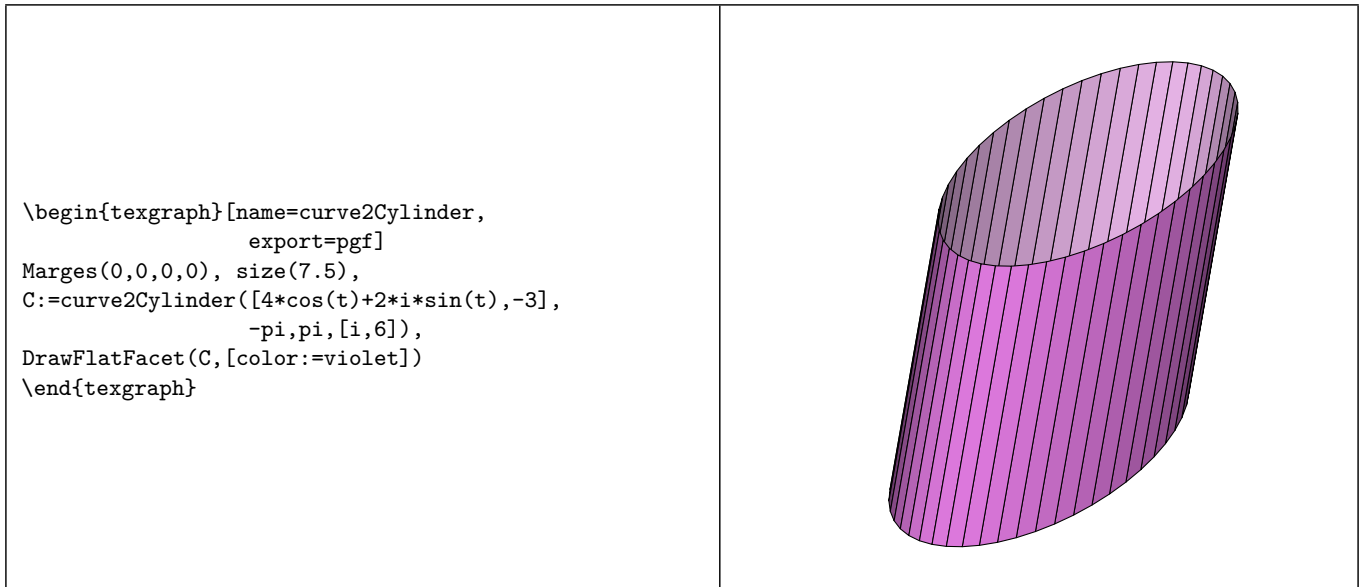 \begin{texgraph}[name=curve2Cylinder,
export=pgf]
Marges(0,0,0,0), size(7.5),
C:=curve2Cylinder([4*cos(t)+2*i*sin(t),-3],
-pi,pi,[i,6]),
DrawFlatFacet(C,[color:=violet])
\end{texgraph}